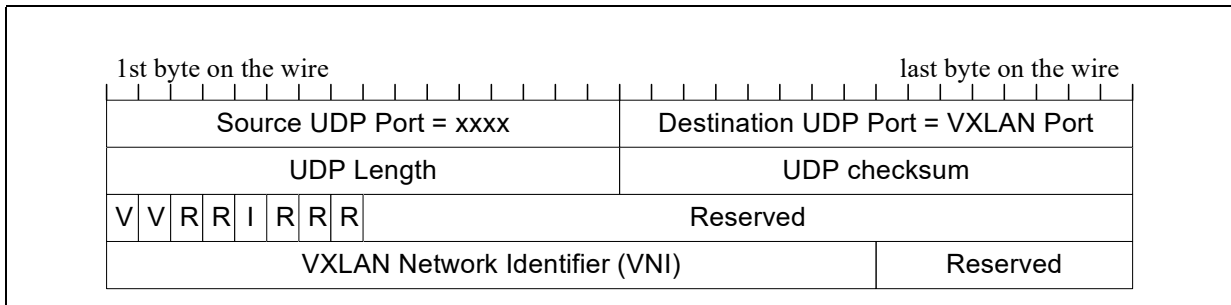 1st byte on the wire last byte on the wire
Source UDP Port = xxxx Destination UDP Port = VXLAN Port
UDP Length UDP checksum
V V R R I R R R Reserved
VXLAN Network Identifier (VNI) Reserved